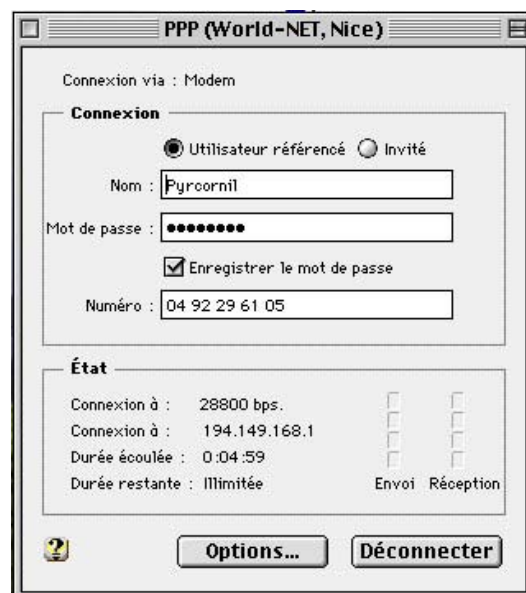 PPP (World-NET, Nice)
Connexion via : Modem
Connexion
Utilisateur référencé Invité
Nom : Pyrcornil
Mot de passe : ●●●●●●●●
Enregistrer le mot de passe
Numéro : 04 92 29 61 05
État
Connexion à : 28800 bps.
Connexion à : 194.149.168.1
Durée écoulée : 0:04:59
Durée restante : Illimitée Envoi Réception
? Options... Déconnecter